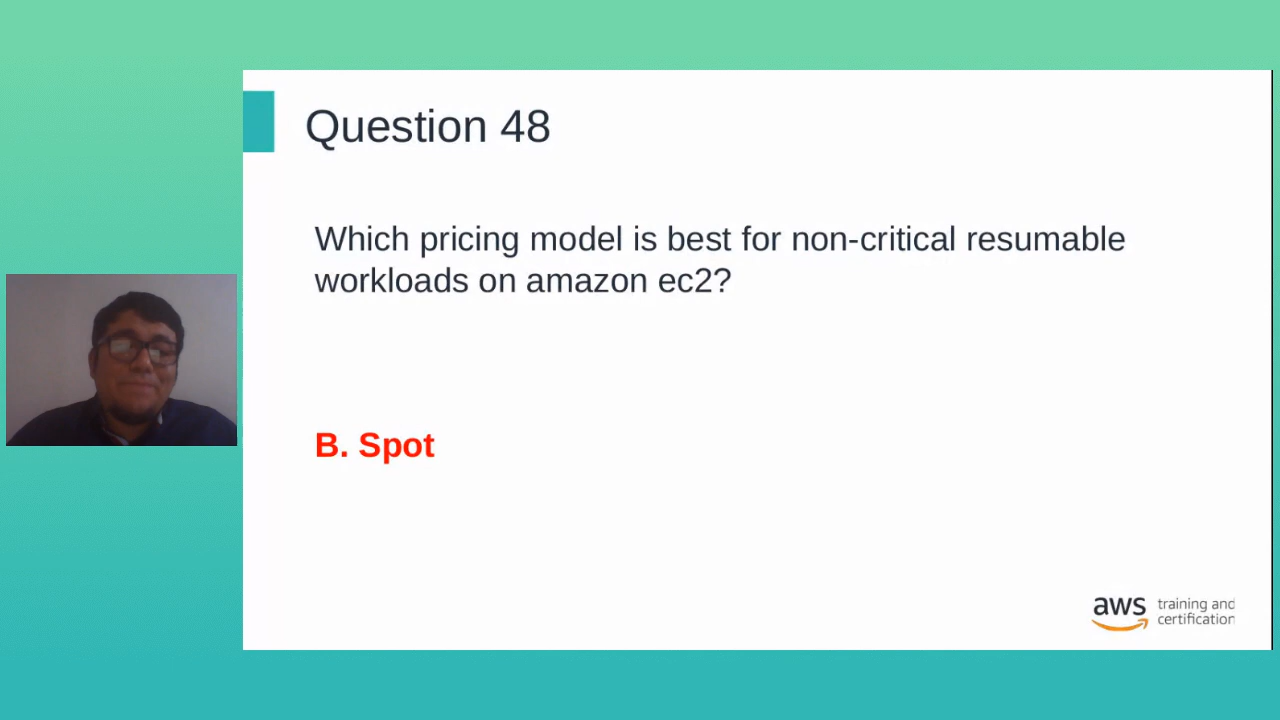 Question 48
Which pricing model is best for non-critical resumable
workloads on amazon ec2?
B. Spot
aws training and
certification